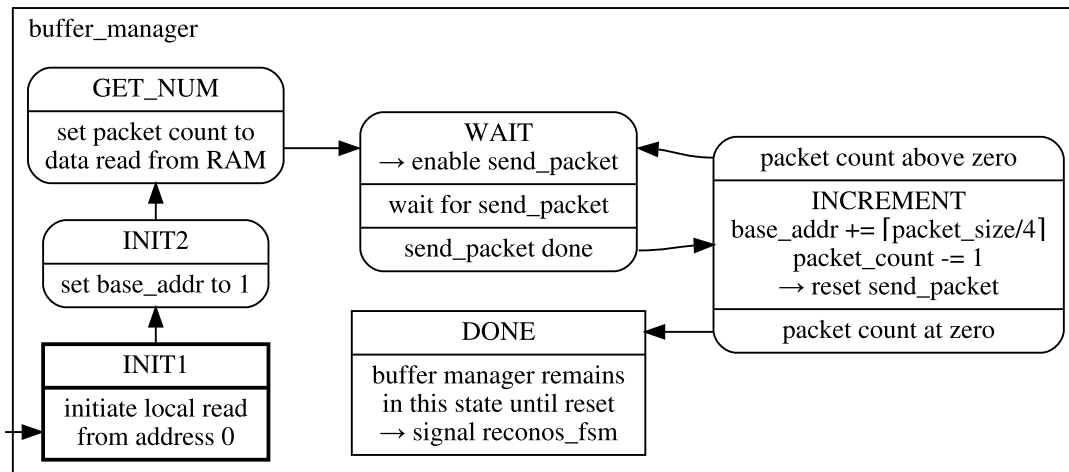 buffer_manager
GET_NUM
set packet count to
data read from RAM
INIT2
set base_addr to 1
INIT1
initiate local read
from address 0
WAIT
→ enable send_packet
wait for send_packet
send_packet done
packet count above zero
INCREMENT
base_addr += ⌈packet_size/4⌉
packet_count -= 1
→ reset send_packet
packet count at zero
DONE
buffer manager remains
in this state until reset
→ signal reconos_fsm